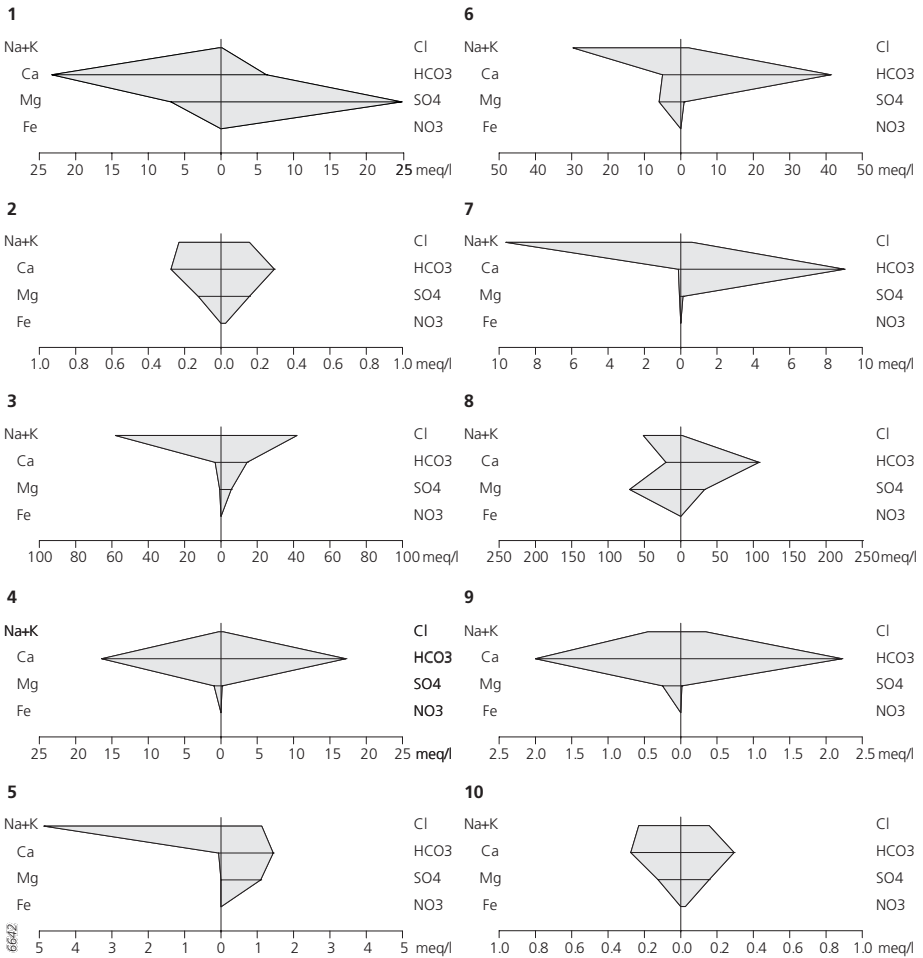 1
Na+K Cl
Ca HCO3
Mg SO4
Fe NO3
25 20 15 10 5 0 5 10 15 20 25 meq/l
2
Na+K Cl
Ca HCO3
Mg SO4
Fe NO3
1.0 0.8 0.6 0.4 0.2 0.0 0.2 0.4 0.6 0.8 1.0 meq/l
3
Na+K Cl
Ca HCO3
Mg SO4
Fe NO3
100 80 60 40 20 0 20 40 60 80 100 meq/l
4
Na+K Cl
Ca HCO3
Mg SO4
Fe NO3
25 20 15 10 5 0 5 10 15 20 25 meq/l
5
Na+K Cl
Ca HCO3
Mg SO4
Fe NO3
5 4 3 2 1 0 1 2 3 4 5 meq/l
6642
6
Na+K Cl
Ca HCO3
Mg SO4
Fe NO3
50 40 30 20 10 0 10 20 30 40 50 meq/l
7
Na+K Cl
Ca HCO3
Mg SO4
Fe NO3
10 8 6 4 2 0 2 4 6 8 10 meq/l
8
Na+K Cl
Ca HCO3
Mg SO4
Fe NO3
250 200 150 100 50 0 50 100 150 200 250 meq/l
9
Na+K Cl
Ca HCO3
Mg SO4
Fe NO3
2.5 2.0 1.5 1.0 0.5 0.0 0.5 1.0 1.5 2.0 2.5 meq/l
10
Na+K Cl
Ca HCO3
Mg SO4
Fe NO3
1.0 0.8 0.6 0.4 0.2 0.0 0.2 0.4 0.6 0.8 1.0 meq/l